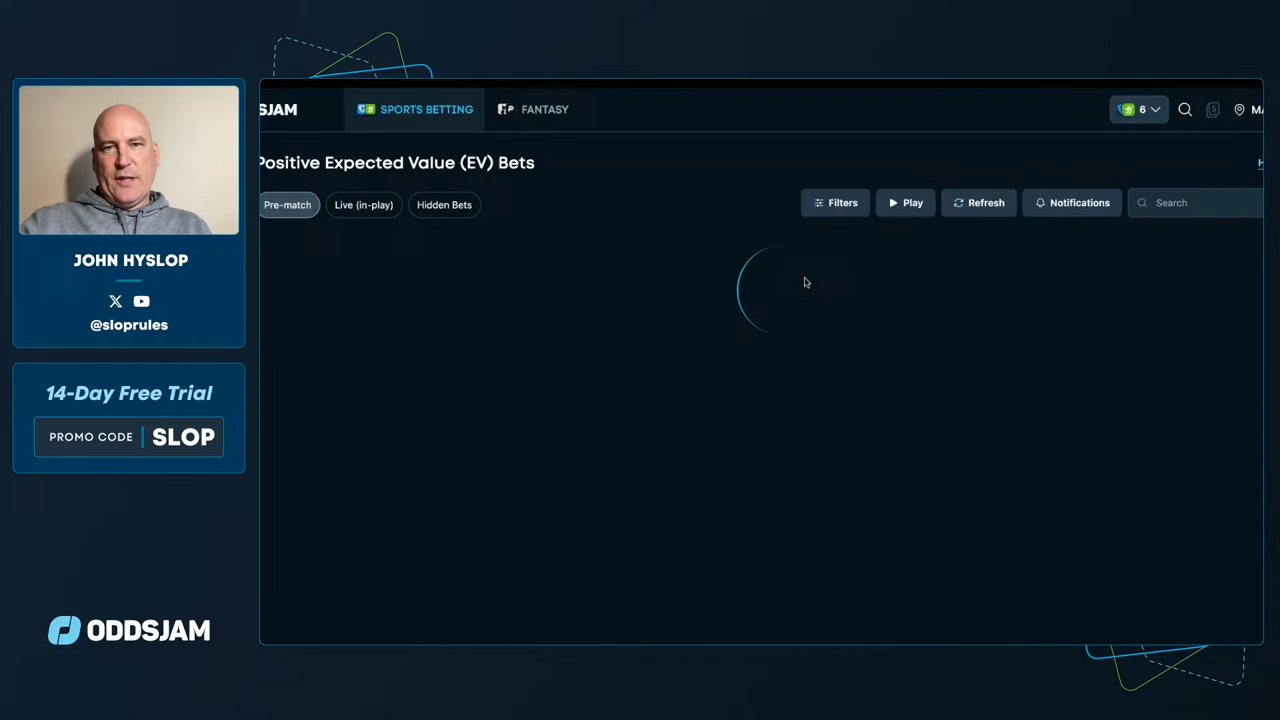 SJAM
SPORTS BETTING
FANTASY
6
MA
Positive Expected Value (EV) Bets
H
Pre-match
Live (in-play)
Hidden Bets
Filters
Play
Refresh
Notifications
Search
JOHN HYSLOP
@sloprules
14-Day Free Trial
PROMO CODE
SLOP
ODDSJAM